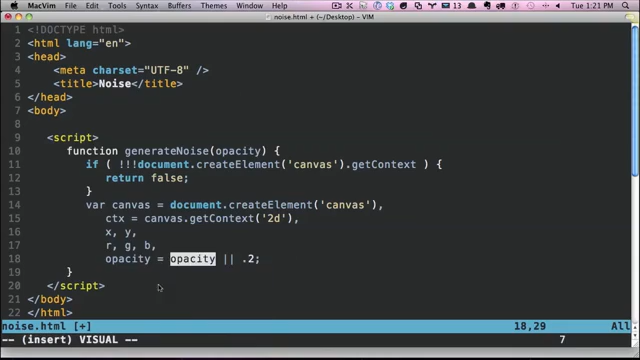 MacVim File Edit Tools Syntax Buffers Themes Window Help Tue 1:21 PM
noise.html + (~/Desktop) - VIM
1 <!DOCTYPE html>
2 <html lang="en">
3 <head>
4 <meta charset="UTF-8" />
5 <title>Noise</title>
6 </head>
7 <body>
8
9 <script>
10 function generateNoise(opacity) {
11 if ( !!!document.createElement('canvas').getContext ) {
12 return false;
13 }
14 var canvas = document.createElement('canvas'),
15 ctx = canvas.getContext('2d'),
16 x, y,
17 r, g, b,
18 opacity = opacity || .2;
19 }
20 </script>
21 </body>
22 </html>
noise.html [+] 18,29 All
-- (insert) VISUAL -- 7